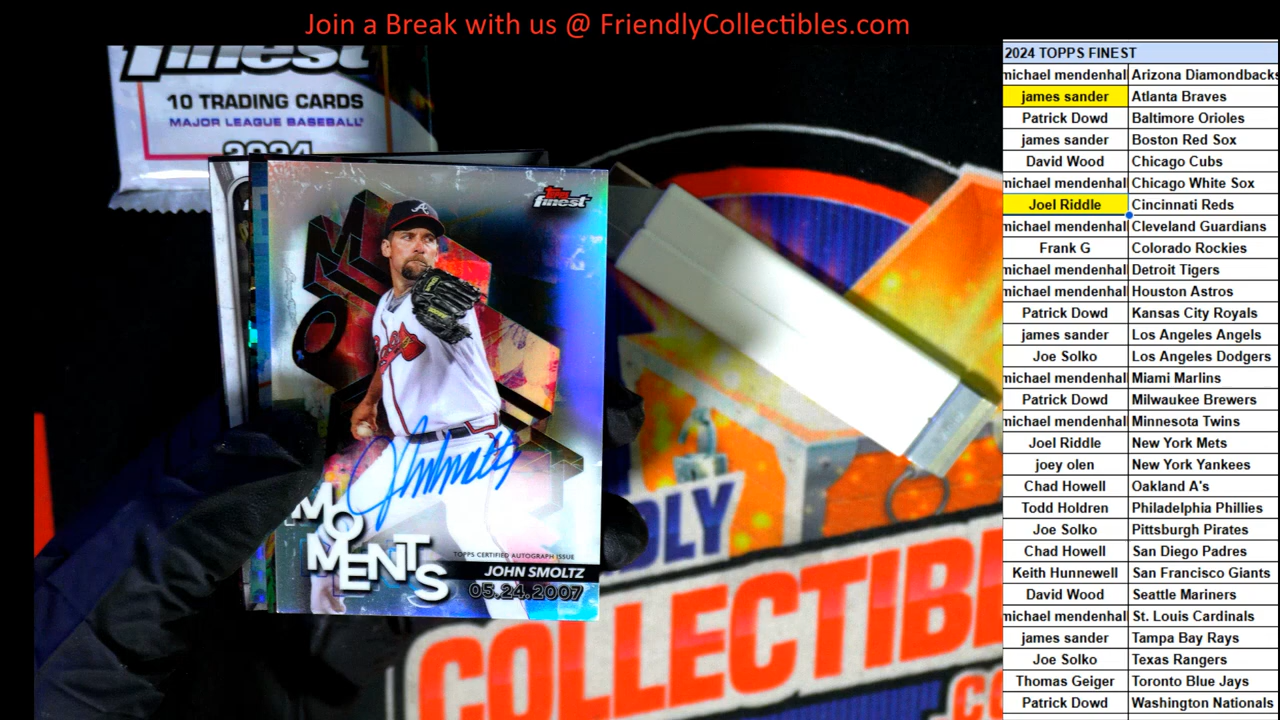 Join a Break with us @ FriendlyCollectibles.com
finest
10 TRADING CARDS
MAJOR LEAGUE BASEBALL
2024
topps
finest
Braves
MOMENTS
TOPPS CERTIFIED AUTOGRAPH ISSUE
JOHN SMOLTZ
05.24.2007
DLY
COLLECTIB
CO
2024 TOPPS FINEST
michael mendenhal Arizona Diamondbacks
james sander Atlanta Braves
Patrick Dowd Baltimore Orioles
james sander Boston Red Sox
David Wood Chicago Cubs
michael mendenhal Chicago White Sox
Joel Riddle Cincinnati Reds
michael mendenhal Cleveland Guardians
Frank G Colorado Rockies
michael mendenhal Detroit Tigers
michael mendenhal Houston Astros
Patrick Dowd Kansas City Royals
james sander Los Angeles Angels
Joe Solko Los Angeles Dodgers
michael mendenhal Miami Marlins
Patrick Dowd Milwaukee Brewers
michael mendenhal Minnesota Twins
Joel Riddle New York Mets
joey olen New York Yankees
Chad Howell Oakland A's
Todd Holdren Philadelphia Phillies
Joe Solko Pittsburgh Pirates
Chad Howell San Diego Padres
Keith Hunnewell San Francisco Giants
David Wood Seattle Mariners
michael mendenhal St. Louis Cardinals
james sander Tampa Bay Rays
Joe Solko Texas Rangers
Thomas Geiger Toronto Blue Jays
Patrick Dowd Washington Nationals